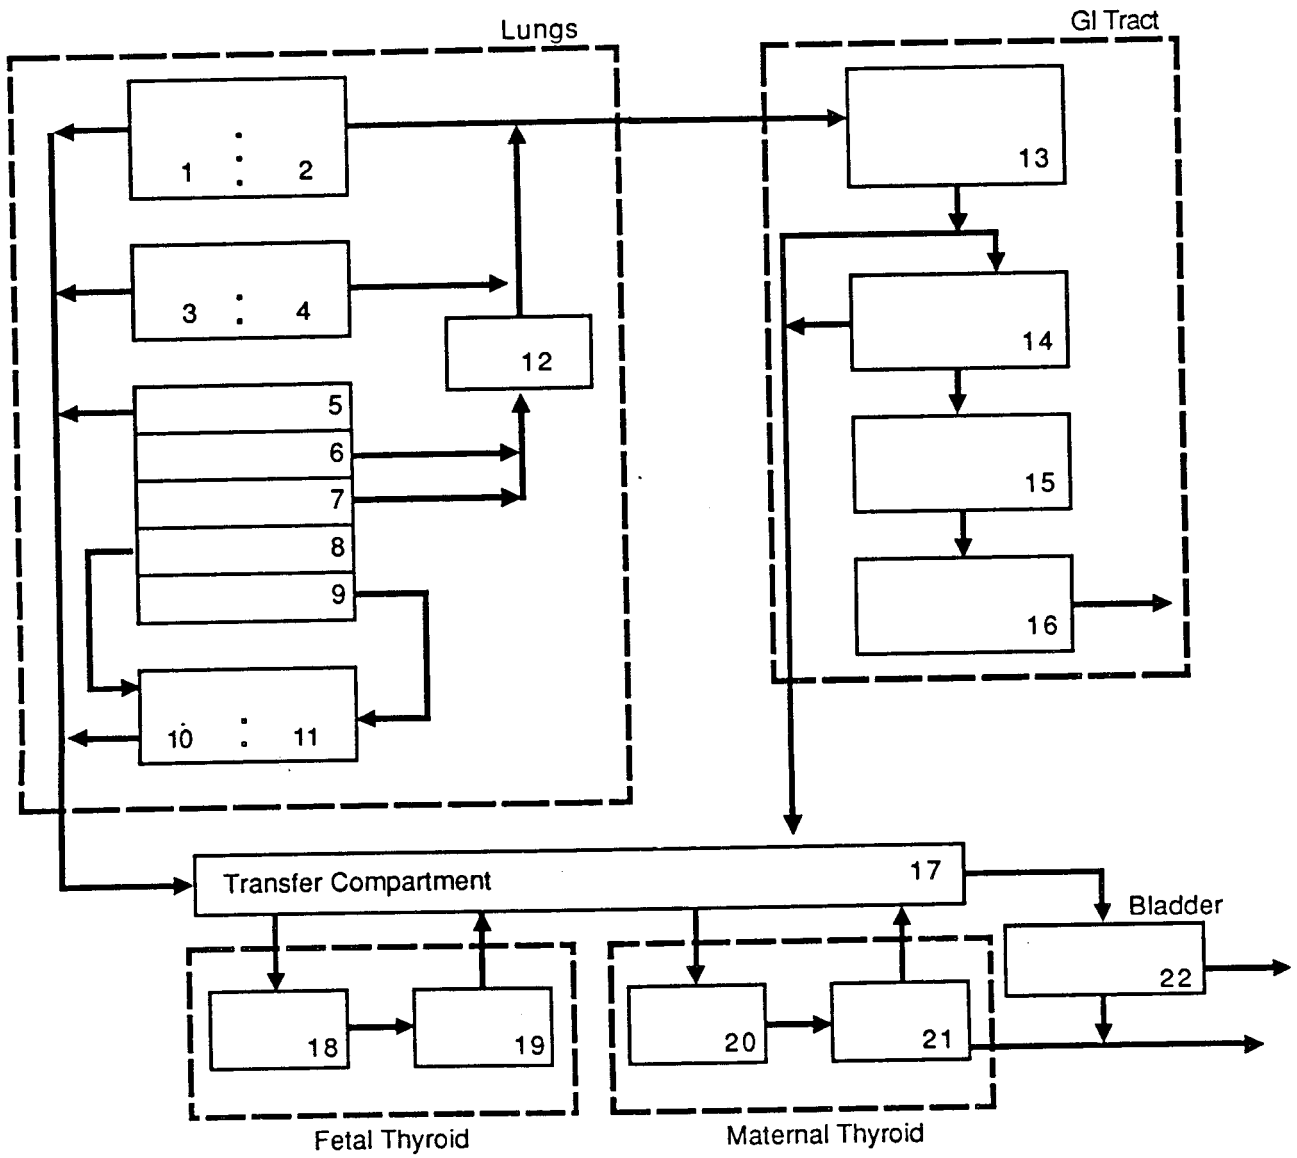 Lungs
GI Tract
1 2
13
3 4
12
14
5
6
7
8
9
15
16
10 11
Transfer Compartment 17
Bladder
22
18 19
20 21
Fetal Thyroid
Maternal Thyroid